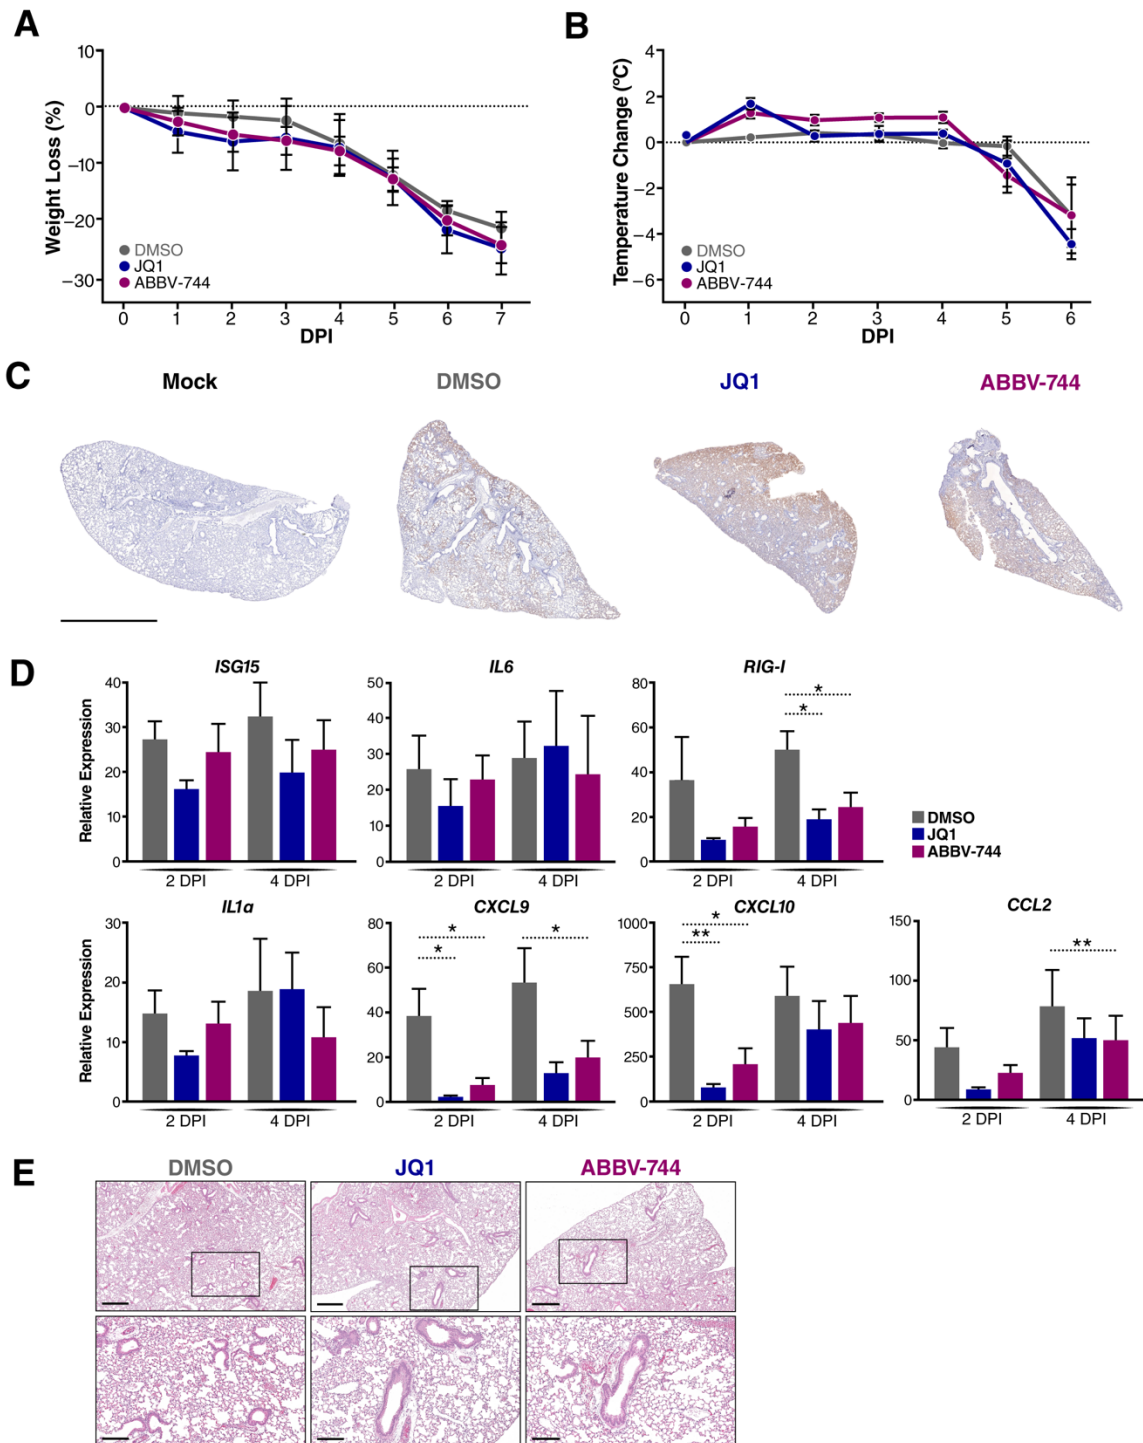 A
10
0
−10
−20
−30
Weight Loss (%)
DMSO
JQ1
ABBV-744
0 1 2 3 4 5 6 7
DPI
B
4
2
0
−2
−4
−6
Temperature Change (ºC)
DMSO
JQ1
ABBV-744
0 1 2 3 4 5 6
DPI
C
Mock DMSO JQ1 ABBV-744
D
Relative Expression
ISG15
40
30
20
10
0
2 DPI 4 DPI
IL6
50
40
30
20
10
0
2 DPI 4 DPI
RIG-I
80
60
40
20
0
*
*
2 DPI 4 DPI
DMSO
JQ1
ABBV-744
Relative Expression
IL1α
30
20
10
0
2 DPI 4 DPI
CXCL9
80
60
40
20
0
* *
*
2 DPI 4 DPI
CXCL10
1000
750
500
250
0
*
**
2 DPI 4 DPI
CCL2
150
100
50
0
**
2 DPI 4 DPI
E
DMSO JQ1 ABBV-744